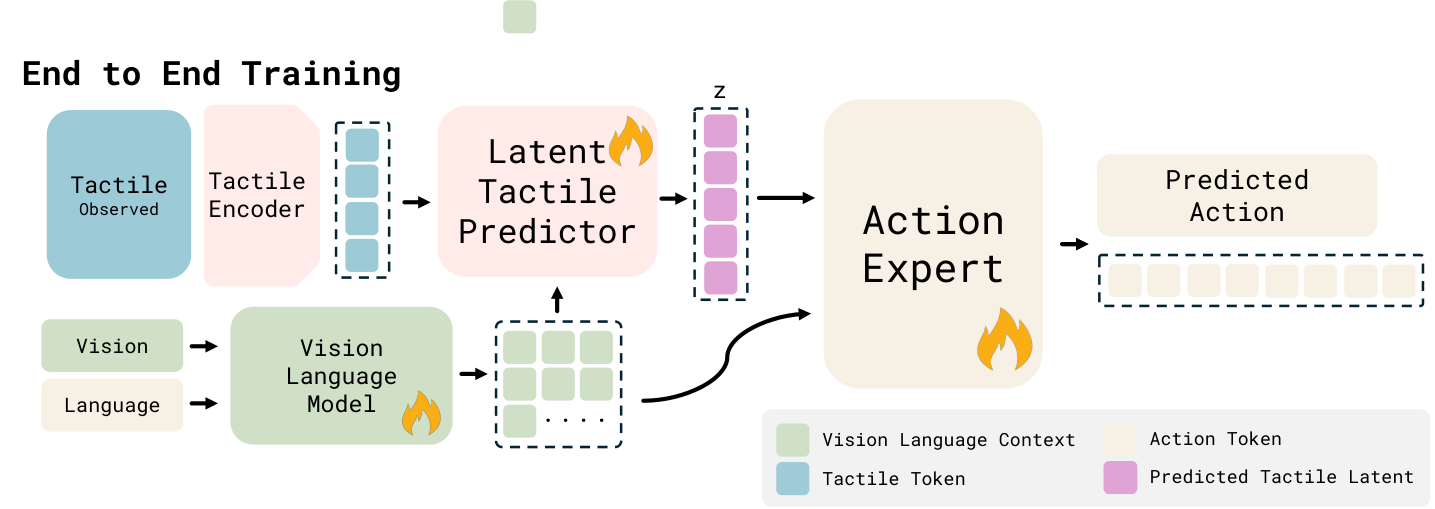 End to End Training
Tactile
Observed
Tactile
Encoder
Latent
Tactile
Predictor
z
Action
Expert
Predicted
Action
Vision
Language
Vision
Language
Model
. . . .
Vision Language Context
Tactile Token
Action Token
Predicted Tactile Latent